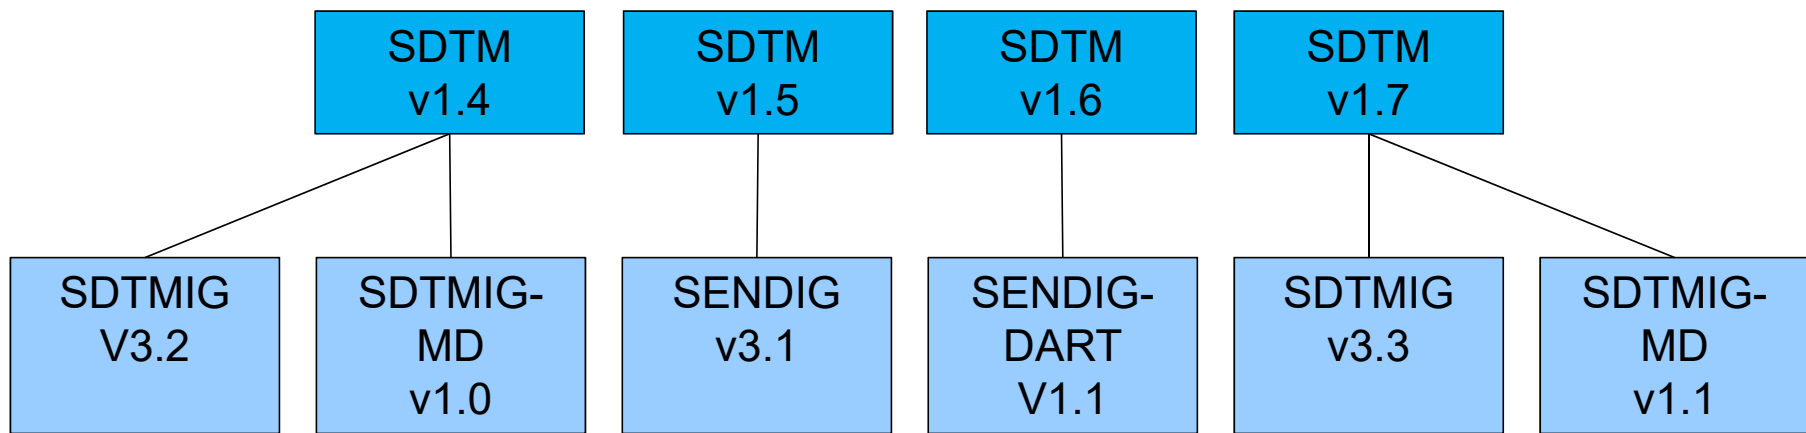 SDTM
v1.4
SDTM
v1.5
SDTM
v1.6
SDTM
v1.7
SDTMIG
V3.2
SDTMIG-
MD
v1.0
SENDIG
v3.1
SENDIG-
DART
V1.1
SDTMIG
v3.3
SDTMIG-
MD
v1.1